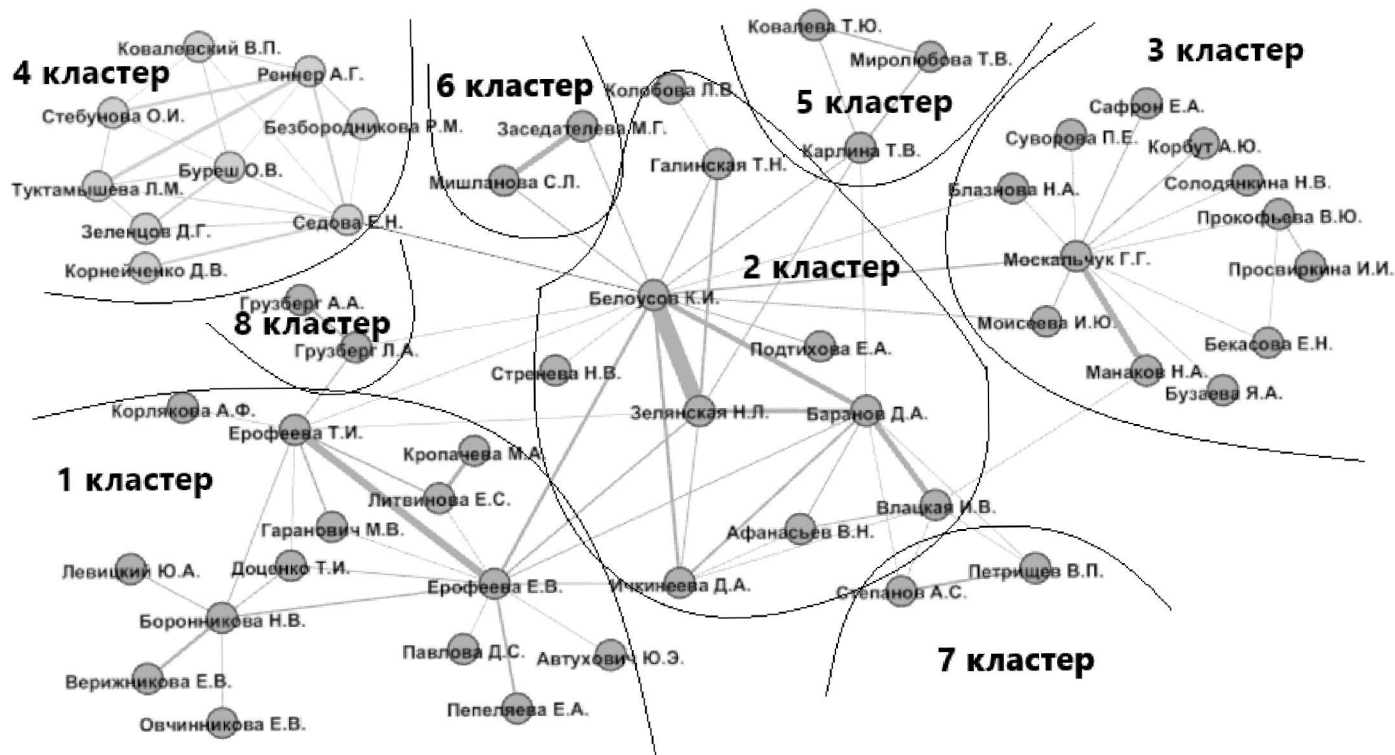 Ковалева Т.Ю.
Ковалевский В.П.
Миролюбова Т.В.
3 кластер
4 кластер
Реннер А.Г.
6 кластер
Колобова Л.В.
5 кластер
Сафрон Е.А.
Стебунова О.И.
Безбородникова Р.М.
Заседателева М.Г.
Суворова П.Е.
Корбут А.Ю.
Карлина Т.В.
Буреш О.В.
Мишланова С.Л.
Галинская Т.Н.
Блазнова Н.А.
Солодянкина Н.В.
Туктамышева Л.М.
Прокофьева В.Ю.
Зеленцов Д.Г.
Седова Е.Н.
Корнейченко Д.В.
2 кластер
Москальчук Г.Г.
Просвиркина И.И.
Грузберг А.А.
Белоусов К.И.
8 кластер
Моисеева И.Ю.
Грузберг Л.А.
Подтихова Е.А.
Бекасова Е.Н.
Стренева Н.В.
Манаков Н.А.
Бузаева Я.А.
Корлякова А.Ф.
Ерофеева Т.И.
Зелянская Н.Л.
Баранов Д.А.
Кропачева М.А.
1 кластер
Литвинова Е.С.
Влацкая И.В.
Гаранович М.В.
Афанасьев В.Н.
Левицкий Ю.А.
Доценко Т.И.
Петрищев В.П.
Ерофеева Е.В.
Ичкинеева Д.А.
Степанов А.С.
Боронникова Н.В.
Павлова Д.С.
Автухович Ю.Э.
7 кластер
Верижникова Е.В.
Пепеляева Е.А.
Овчинникова Е.В.